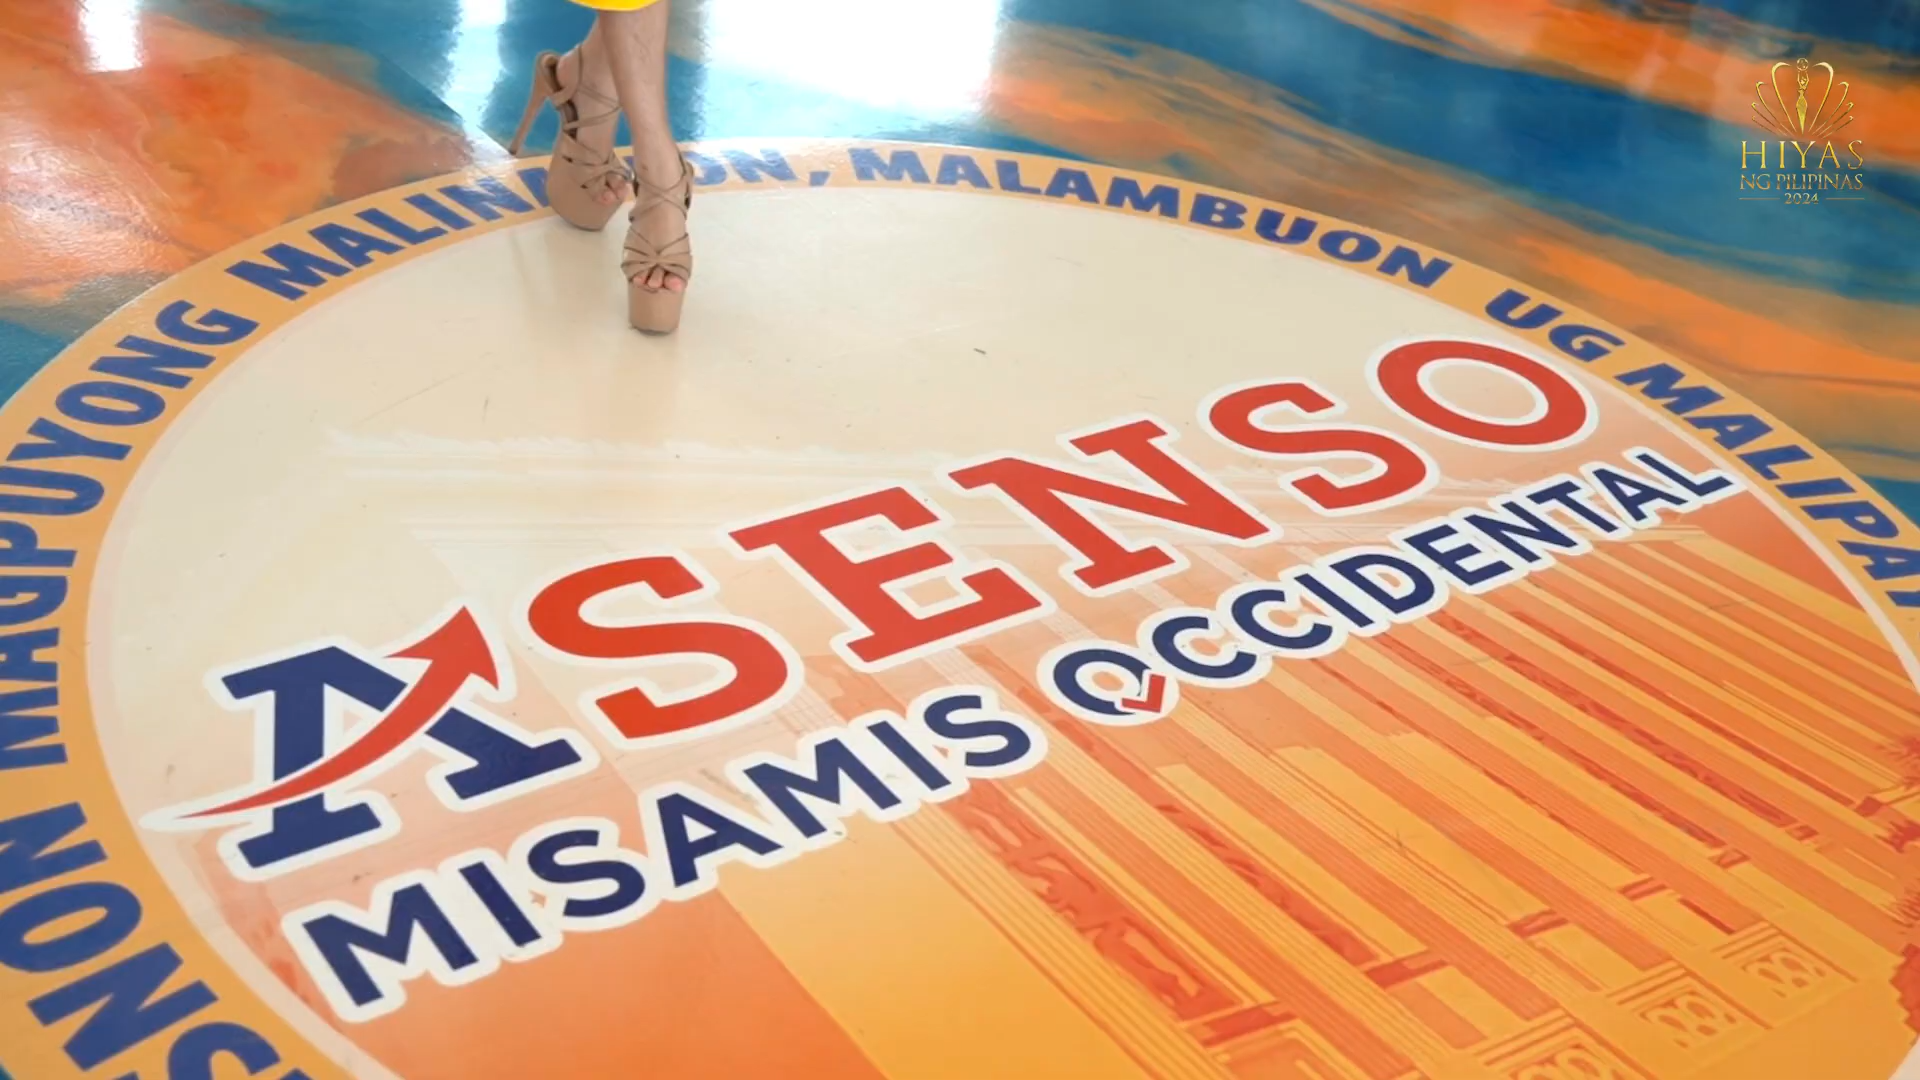 HIYAS
NG PILIPINAS
2024
MAGPUYONG MALINA ON, MALAMBUON UG MALIPAY
ASENSO
MISAMIS OCCIDENTAL